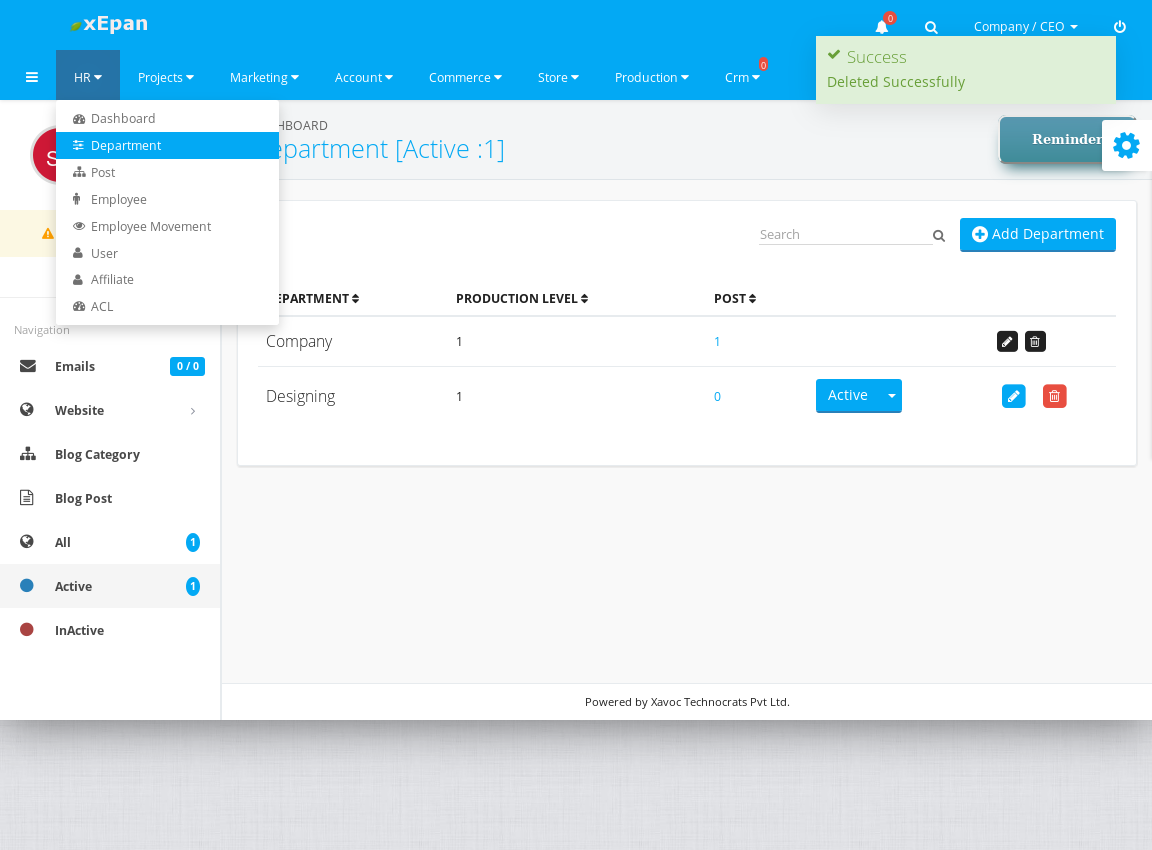 xEpan
0
Company / CEO
Success
Deleted Successfully
HR
Projects
Marketing
Account
Commerce
Store
Production
Crm
0
Dashboard
Department
Post
Employee
Employee Movement
User
Affiliate
ACL
HBOARD
epartment [Active :1]
Reminder
Search
Add Department
EPARTMENT
PRODUCTION LEVEL
POST
Company
1
1
Designing
1
0
Active
Navigation
Emails
0 / 0
Website
Blog Category
Blog Post
All
1
Active
1
InActive
Powered by Xavoc Technocrats Pvt Ltd.